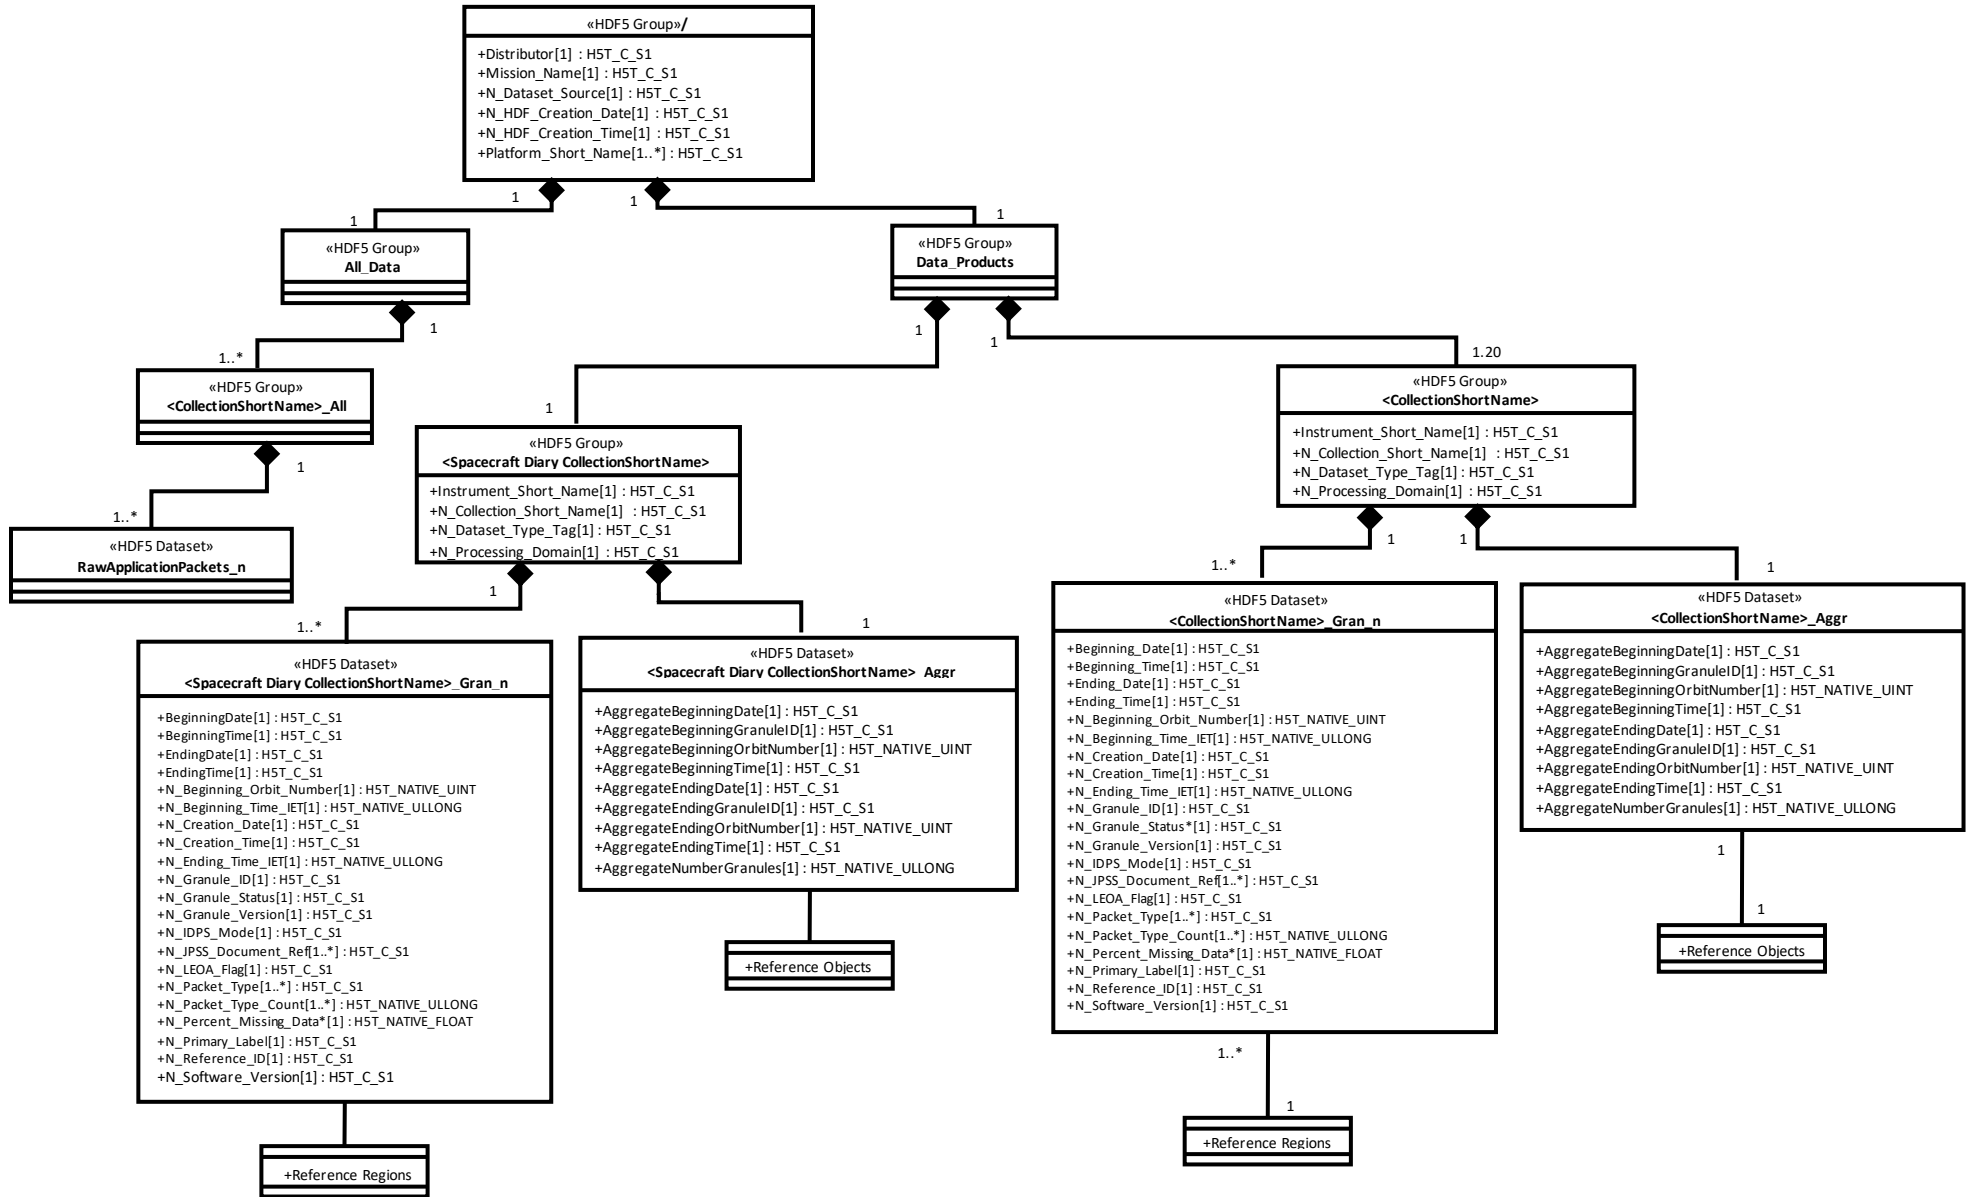 «HDF5 Group»/
+Distributor[1] : H5T_C_S1
+Mission_Name[1] : H5T_C_S1
+N_Dataset_Source[1] : H5T_C_S1
+N_HDF_Creation_Date[1] : H5T_C_S1
+N_HDF_Creation_Time[1] : H5T_C_S1
+Platform_Short_Name[1..*] : H5T_C_S1
1
1
1
1
«HDF5 Group»
All_Data
1
«HDF5 Group»
Data_Products
1
1
1..*
«HDF5 Group»
<CollectionShortName>_All
1
1..*
«HDF5 Dataset»
RawApplicationPackets_n
1
«HDF5 Group»
<Spacecraft Diary CollectionShortName>
+Instrument_Short_Name[1] : H5T_C_S1
+N_Collection_Short_Name[1] : H5T_C_S1
+N_Dataset_Type_Tag[1] : H5T_C_S1
+N_Processing_Domain[1] : H5T_C_S1
1
1..*
1
«HDF5 Dataset»
<Spacecraft Diary CollectionShortName>_Gran_n
+BeginningDate[1] : H5T_C_S1
+BeginningTime[1] : H5T_C_S1
+EndingDate[1] : H5T_C_S1
+EndingTime[1] : H5T_C_S1
+N_Beginning_Orbit_Number[1] : H5T_NATIVE_UINT
+N_Beginning_Time_IET[1] : H5T_NATIVE_ULLONG
+N_Creation_Date[1] : H5T_C_S1
+N_Creation_Time[1] : H5T_C_S1
+N_Ending_Time_IET[1] : H5T_NATIVE_ULLONG
+N_Granule_ID[1] : H5T_C_S1
+N_Granule_Status[1] : H5T_C_S1
+N_Granule_Version[1] : H5T_C_S1
+N_IDPS_Mode[1] : H5T_C_S1
+N_JPSS_Document_Ref[1..*] : H5T_C_S1
+N_LEOA_Flag[1] : H5T_C_S1
+N_Packet_Type[1..*] : H5T_C_S1
+N_Packet_Type_Count[1..*] : H5T_NATIVE_ULLONG
+N_Percent_Missing_Data*[1] : H5T_NATIVE_FLOAT
+N_Primary_Label[1] : H5T_C_S1
+N_Reference_ID[1] : H5T_C_S1
+N_Software_Version[1] : H5T_C_S1
+Reference Regions
«HDF5 Dataset»
<Spacecraft Diary CollectionShortName>_Aggr
+AggregateBeginningDate[1] : H5T_C_S1
+AggregateBeginningGranuleID[1] : H5T_C_S1
+AggregateBeginningOrbitNumber[1] : H5T_NATIVE_UINT
+AggregateBeginningTime[1] : H5T_C_S1
+AggregateEndingDate[1] : H5T_C_S1
+AggregateEndingGranuleID[1] : H5T_C_S1
+AggregateEndingOrbitNumber[1] : H5T_NATIVE_UINT
+AggregateEndingTime[1] : H5T_C_S1
+AggregateNumberGranules[1] : H5T_NATIVE_ULLONG
+Reference Objects
1.20
«HDF5 Group»
<CollectionShortName>
+Instrument_Short_Name[1] : H5T_C_S1
+N_Collection_Short_Name[1] : H5T_C_S1
+N_Dataset_Type_Tag[1] : H5T_C_S1
+N_Processing_Domain[1] : H5T_C_S1
1
1
1..*
1
«HDF5 Dataset»
<CollectionShortName>_Gran_n
+Beginning_Date[1] : H5T_C_S1
+Beginning_Time[1] : H5T_C_S1
+Ending_Date[1] : H5T_C_S1
+Ending_Time[1] : H5T_C_S1
+N_Beginning_Orbit_Number[1] : H5T_NATIVE_UINT
+N_Beginning_Time_IET[1] : H5T_NATIVE_ULLONG
+N_Creation_Date[1] : H5T_C_S1
+N_Creation_Time[1] : H5T_C_S1
+N_Ending_Time_IET[1] : H5T_NATIVE_ULLONG
+N_Granule_ID[1] : H5T_C_S1
+N_Granule_Status*[1] : H5T_C_S1
+N_Granule_Version[1] : H5T_C_S1
+N_IDPS_Mode[1] : H5T_C_S1
+N_JPSS_Document_Ref[1..*] : H5T_C_S1
+N_LEOA_Flag[1] : H5T_C_S1
+N_Packet_Type[1..*] : H5T_C_S1
+N_Packet_Type_Count[1..*] : H5T_NATIVE_ULLONG
+N_Percent_Missing_Data*[1] : H5T_NATIVE_FLOAT
+N_Primary_Label[1] : H5T_C_S1
+N_Reference_ID[1] : H5T_C_S1
+N_Software_Version[1] : H5T_C_S1
1..*
1
+Reference Regions
«HDF5 Dataset»
<CollectionShortName>_Aggr
+AggregateBeginningDate[1] : H5T_C_S1
+AggregateBeginningGranuleID[1] : H5T_C_S1
+AggregateBeginningOrbitNumber[1] : H5T_NATIVE_UINT
+AggregateBeginningTime[1] : H5T_C_S1
+AggregateEndingDate[1] : H5T_C_S1
+AggregateEndingGranuleID[1] : H5T_C_S1
+AggregateEndingOrbitNumber[1] : H5T_NATIVE_UINT
+AggregateEndingTime[1] : H5T_C_S1
+AggregateNumberGranules[1] : H5T_NATIVE_ULLONG
1
1
+Reference Objects